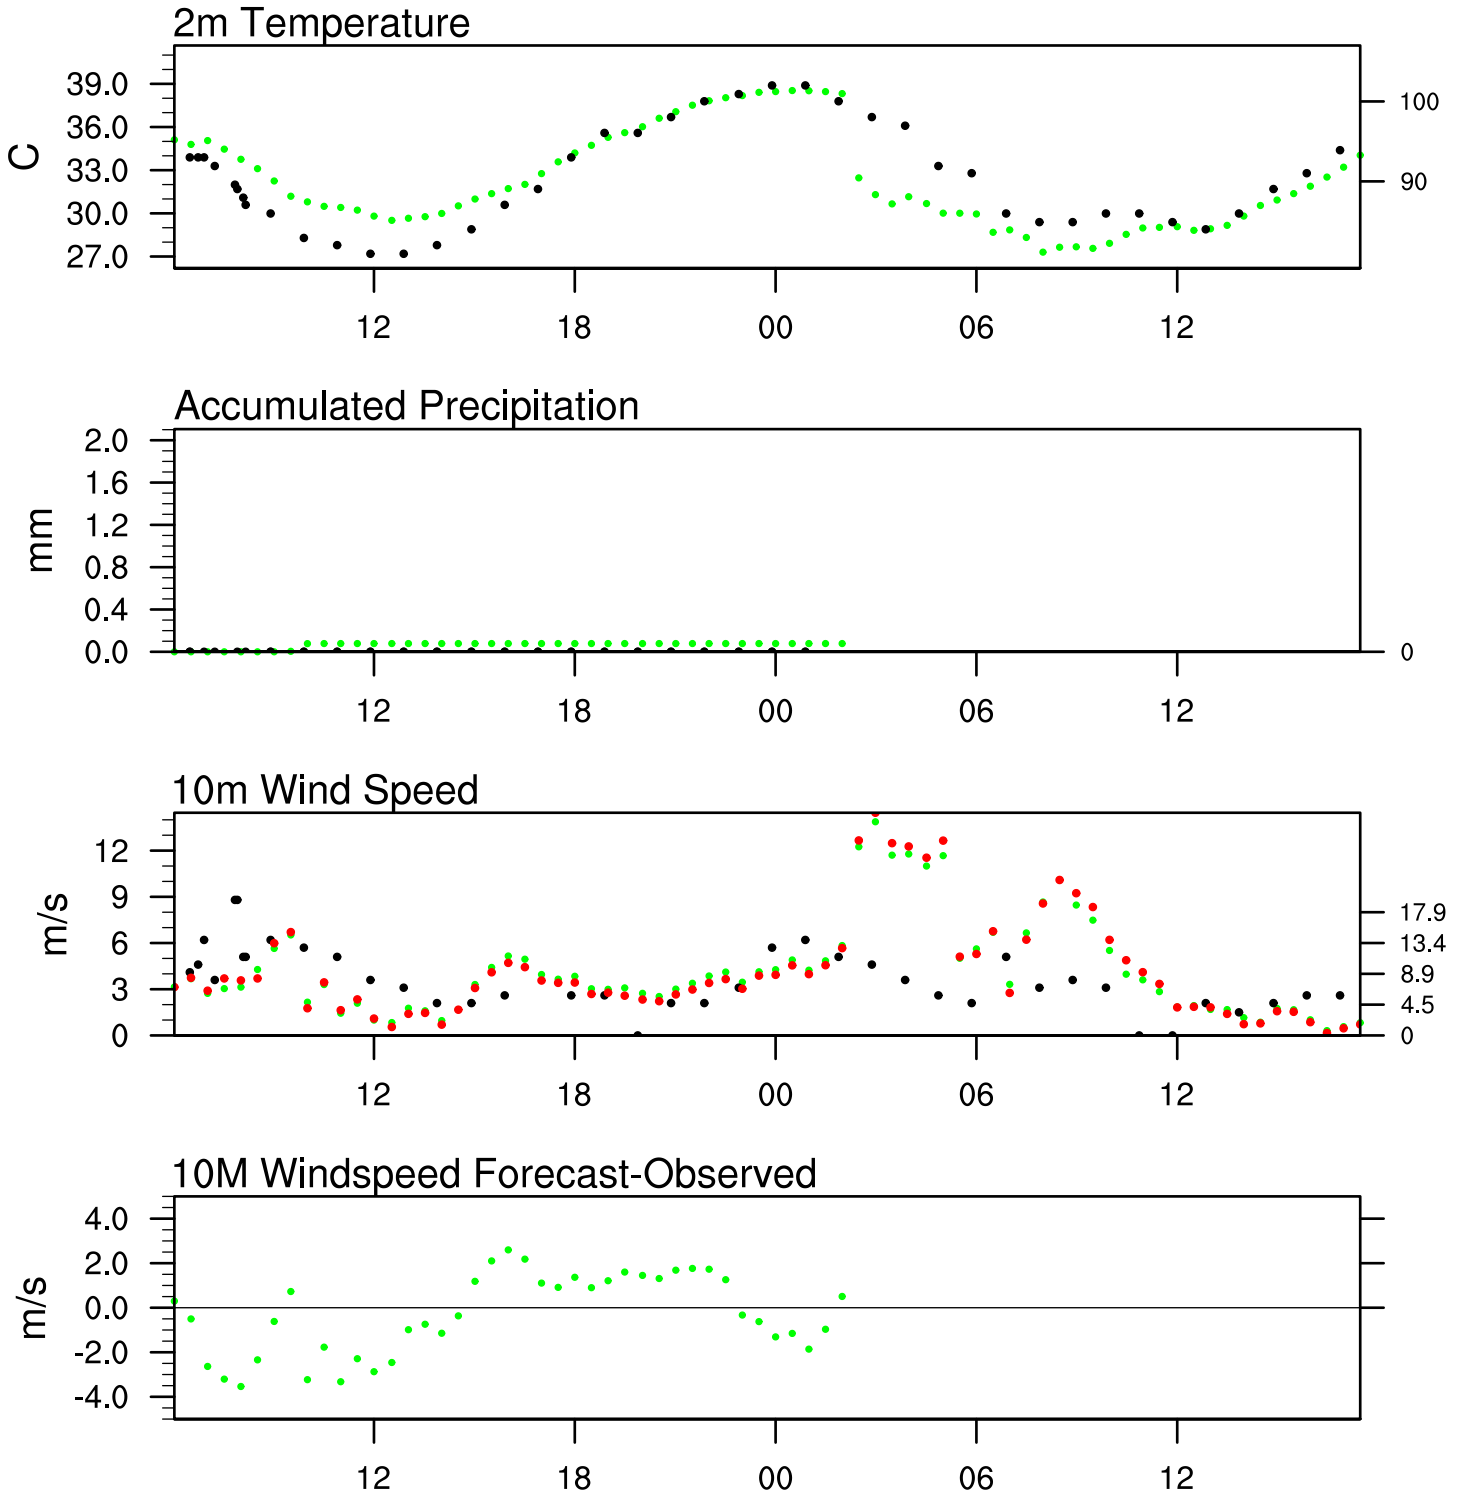 2m Temperature
39.0
36.0
33.0
30.0
27.0
C
100
90
12 18 00 06 12
Accumulated Precipitation
2.0
1.6
1.2
0.8
0.4
0.0
mm
0
12 18 00 06 12
10m Wind Speed
12
9
6
3
0
m/s
17.9
13.4
8.9
4.5
0
12 18 00 06 12
10M Windspeed Forecast-Observed
4.0
2.0
0.0
-2.0
-4.0
m/s
12 18 00 06 12